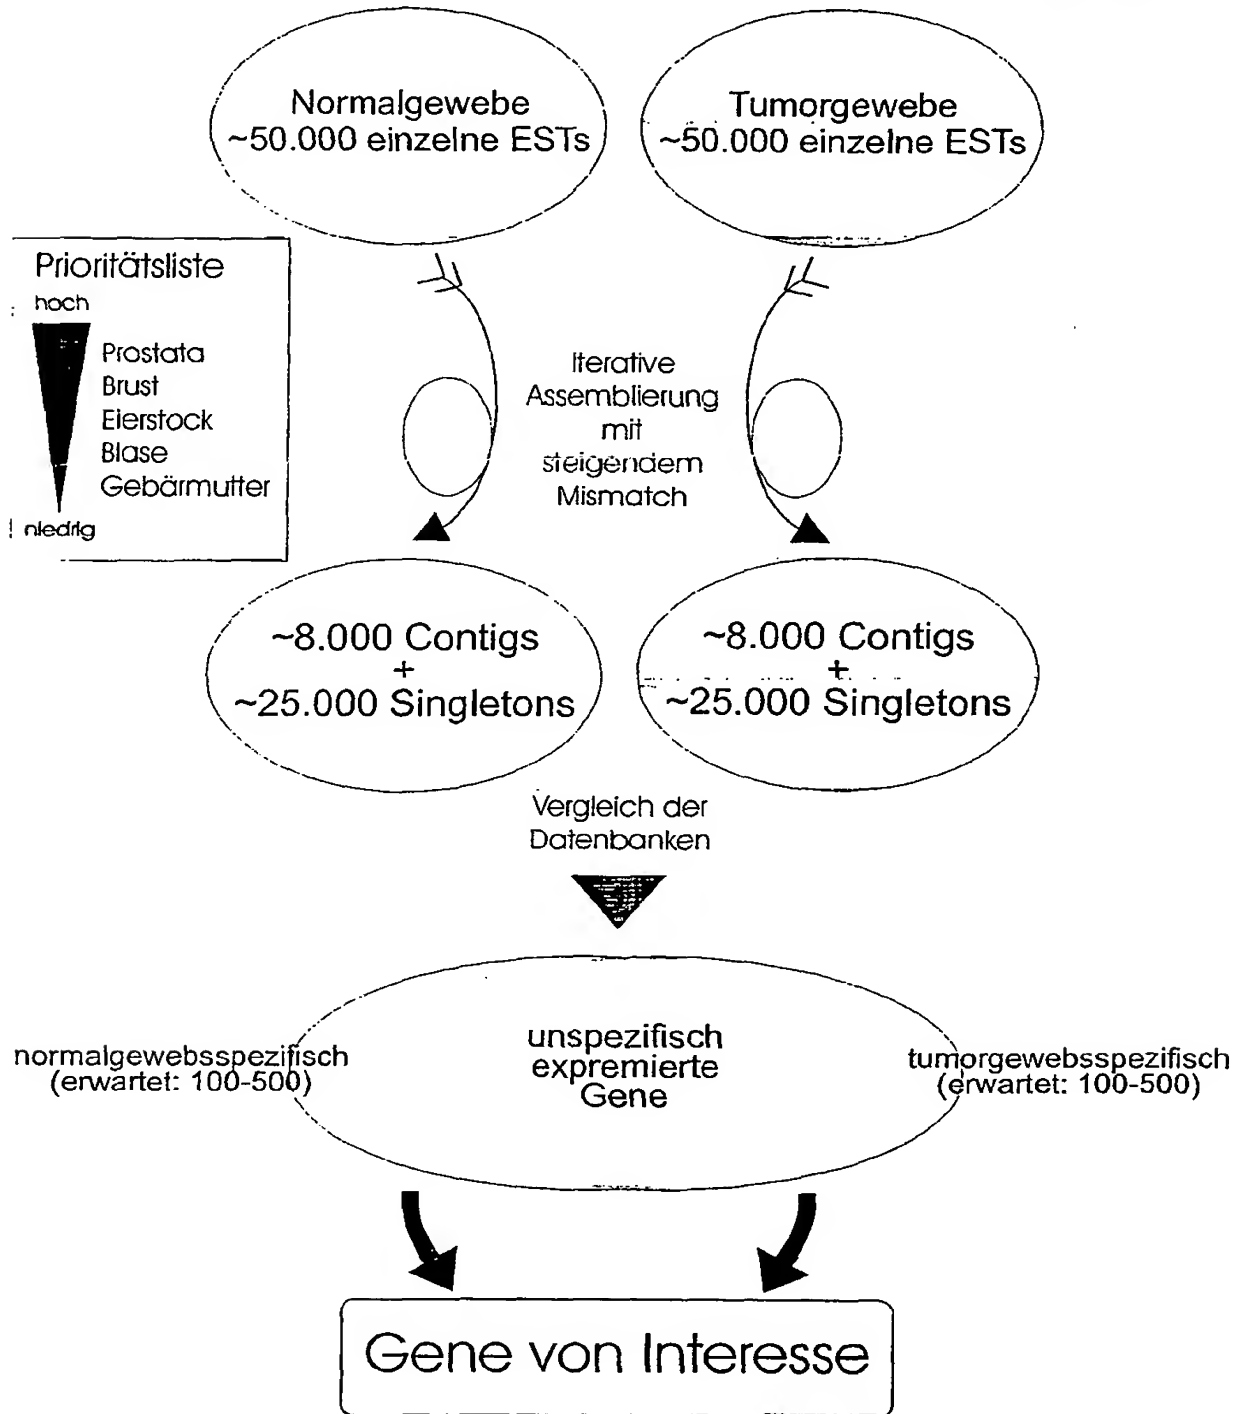 Normalgewebe
~50.000 einzelne ESTs
Tumorgewebe
~50.000 einzelne ESTs
Prioritätsliste
hoch
Prostata
Brust
Eierstock
Blase
Gebärmutter
niedrig
Iterative
Assemblierung
mit
steigendem
Mismatch
~8.000 Contigs
+
~25.000 Singletons
~8.000 Contigs
+
~25.000 Singletons
Vergleich der
Datenbanken
normalgewebsspezifisch
(erwartet: 100-500)
unspezifisch
expremierte
Gene
tumorgewebsspezifisch
(erwartet: 100-500)
Gene von Interesse